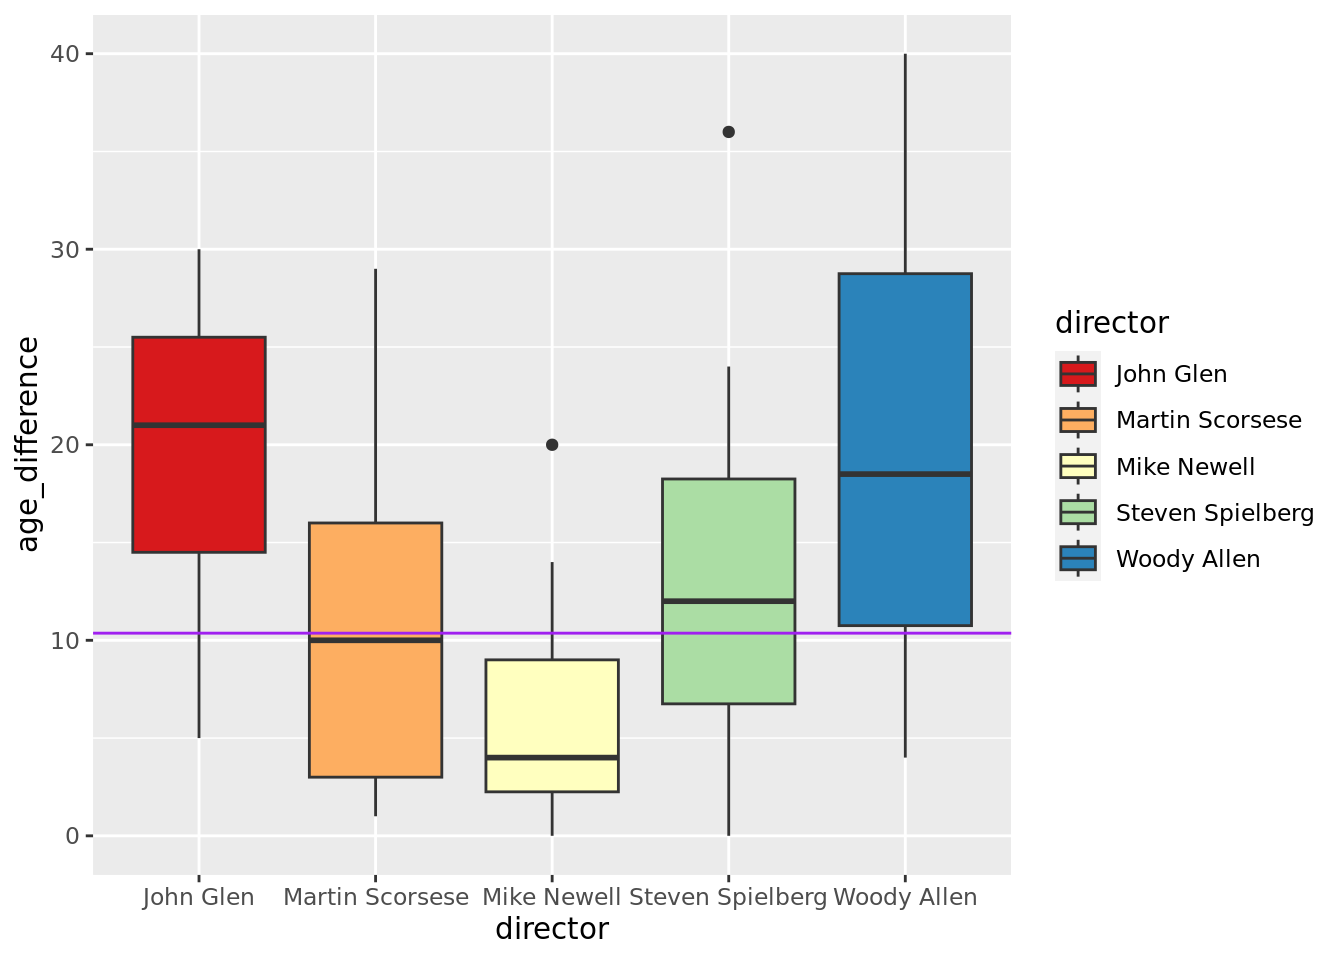 age_difference
40
30
20
10
0
John Glen Martin Scorsese Mike Newell Steven Spielberg Woody Allen
director
director
John Glen
Martin Scorsese
Mike Newell
Steven Spielberg
Woody Allen